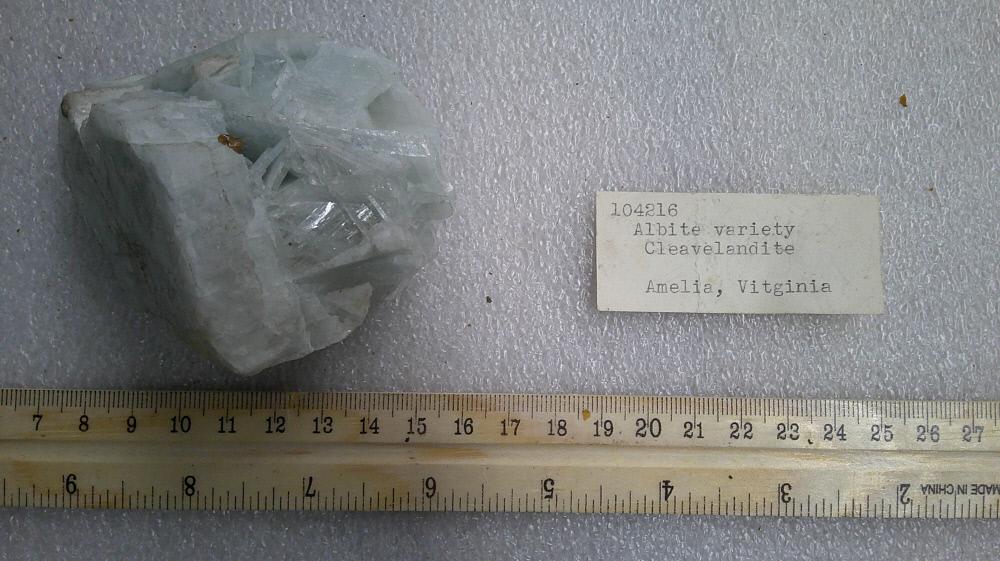 104216
Albite variety
Cleavelandite
Amelia, Vitginia
7 8 9 10 11 12 13 14 15 16 17 18 19 20 21 22 23 24 25 26 27
9 8 7 6 5 4 3 2 MADE IN CHINA